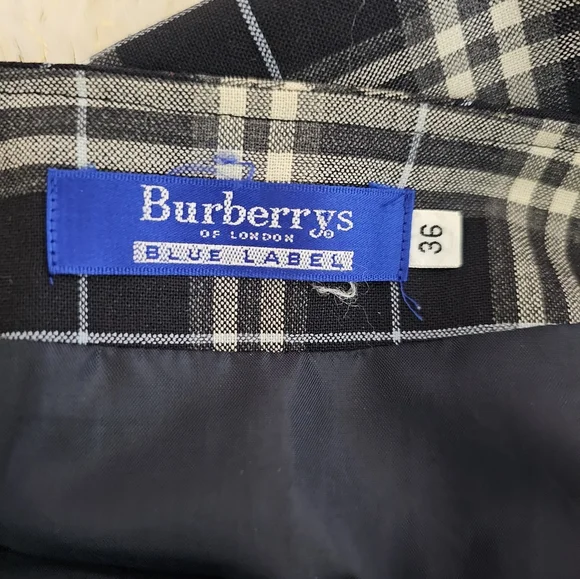 Burberrys®
OF LONDON
BLUE LABEL
36